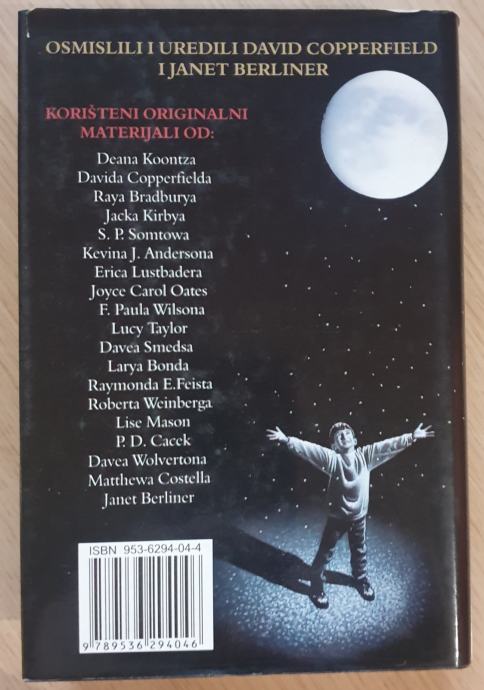 OSMISLILI I UREDILI DAVID COPPERFIELD
I JANET BERLINER
KORIŠTENI ORIGINALNI
MATERIJALI OD:
Deana Koontza
Davida Copperfielda
Raya Bradburya
Jacka Kirbya
S. P. Somtowa
Kevina J. Andersona
Erica Lustbadera
Joyce Carol Oates
F. Paula Wilsona
Lucy Taylor
Davea Smedsa
Larya Bonda
Raymonda E.Feista
Roberta Weinberga
Lise Mason
P. D. Cacek
Davea Wolvertona
Matthewa Costella
Janet Berliner
ISBN 953-6294-04-4
9 789536 294046